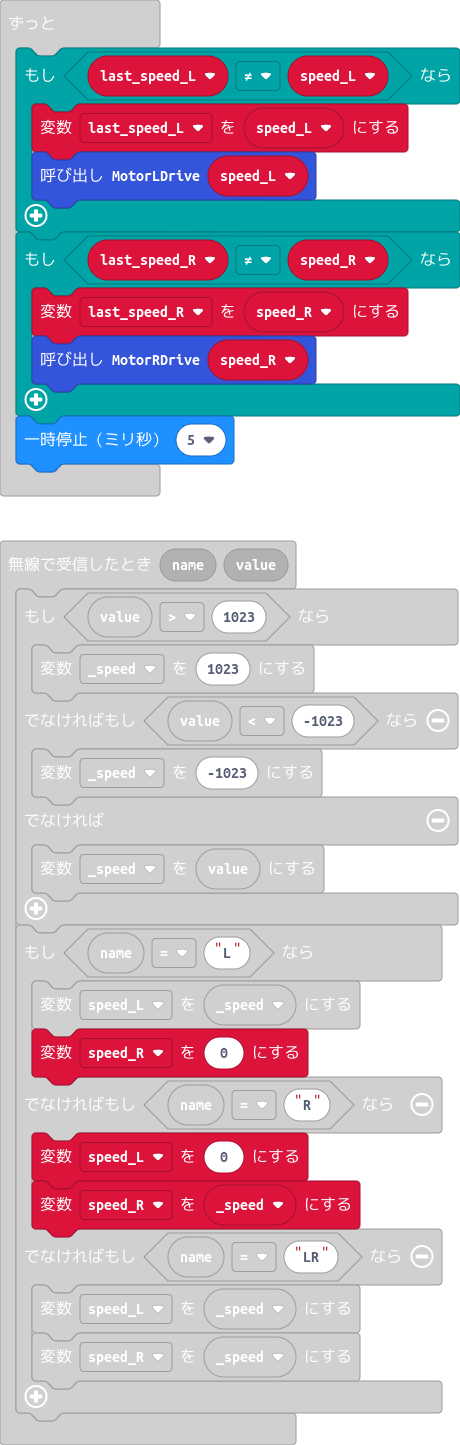 ずっと
もし last_speed_L ≠ speed_L なら
変数 last_speed_L を speed_L にする
呼び出し MotorLDrive speed_L
もし last_speed_R ≠ speed_R なら
変数 last_speed_R を speed_R にする
呼び出し MotorRDrive speed_R
一時停止（ミリ秒） 5
無線で受信したとき name value
もし value > 1023 なら
変数 _speed を 1023 にする
でなければもし value < -1023 なら
変数 _speed を -1023 にする
でなければ
変数 _speed を value にする
もし name = "L" なら
変数 speed_L を _speed にする
変数 speed_R を 0 にする
でなければもし name = "R" なら
変数 speed_L を 0 にする
変数 speed_R を _speed にする
でなければもし name = "LR" なら
変数 speed_L を _speed にする
変数 speed_R を _speed にする